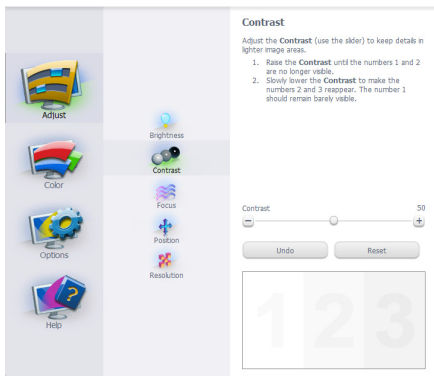 Adjust
Color
Options
Help
Brightness
Contrast
Focus
Position
Resolution
Contrast
Adjust the Contrast (use the slider) to keep details in
lighter image areas.
1. Raise the Contrast until the numbers 1 and 2
are no longer visible.
2. Slowly lower the Contrast to make the
numbers 2 and 3 reappear. The number 1
should remain barely visible.
Contrast 50
Undo Reset
1 2 3